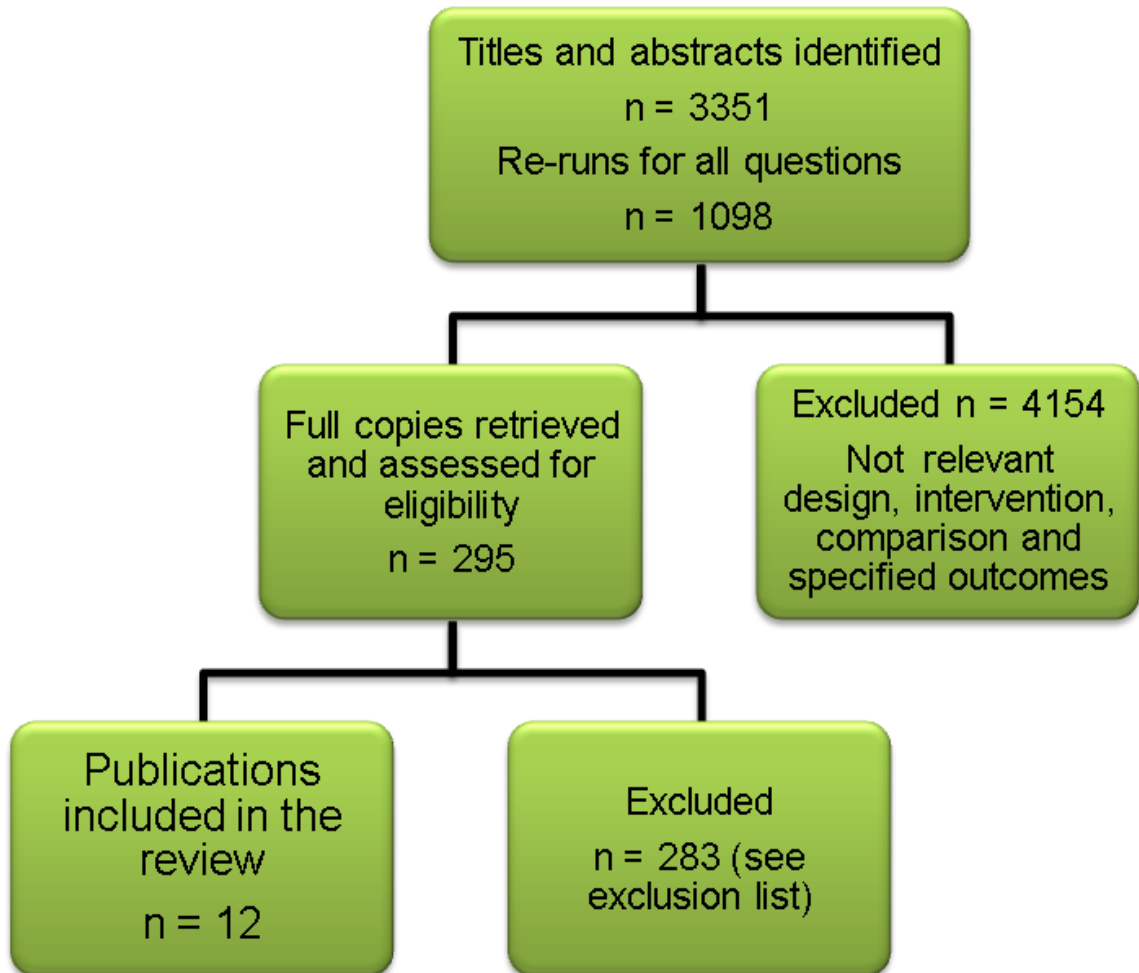 Titles and abstracts identified
n = 3351
Re-runs for all questions
n = 1098
Full copies retrieved
and assessed for
eligibility
n = 295
Excluded n = 4154
Not relevant
design, intervention,
comparison and
specified outcomes
Publications
included in the
review
n = 12
Excluded
n = 283 (see
exclusion list)